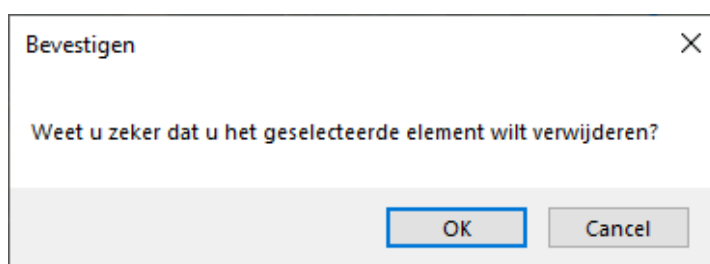 Bevestigen
Weet u zeker dat u het geselecteerde element wilt verwijderen?
OK Cancel